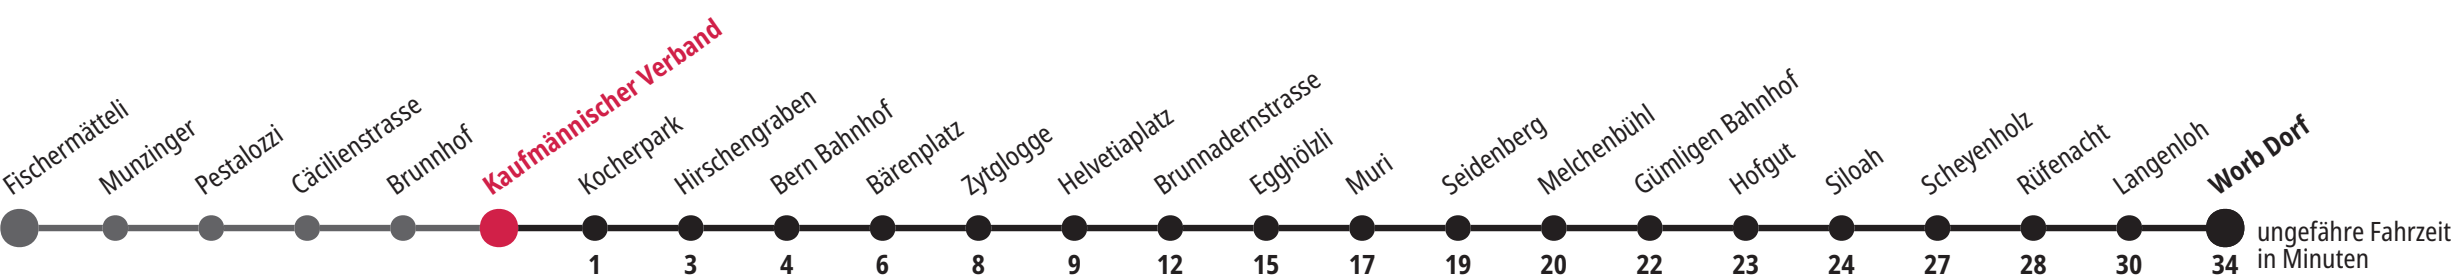 Fischermätteli
Munzinger
Pestalozzi
Cäcilienstrasse
Brunnhof
Kaufmännischer Verband
Kocherpark
Hirschengraben
Bern Bahnhof
Bärenplatz
Zytglogge
Helvetiaplatz
Brunnadernstrasse
Egghölzli
Muri
Seidenberg
Melchenbühl
Gümligen Bahnhof
Hofgut
Siloah
Scheyenholz
Rüfenacht
Langenloh
Worb Dorf
1 3 4 6 8 9 12 15 17 19 20 22 23 24 27 28 30 34
ungefähre Fahrzeit
in Minuten